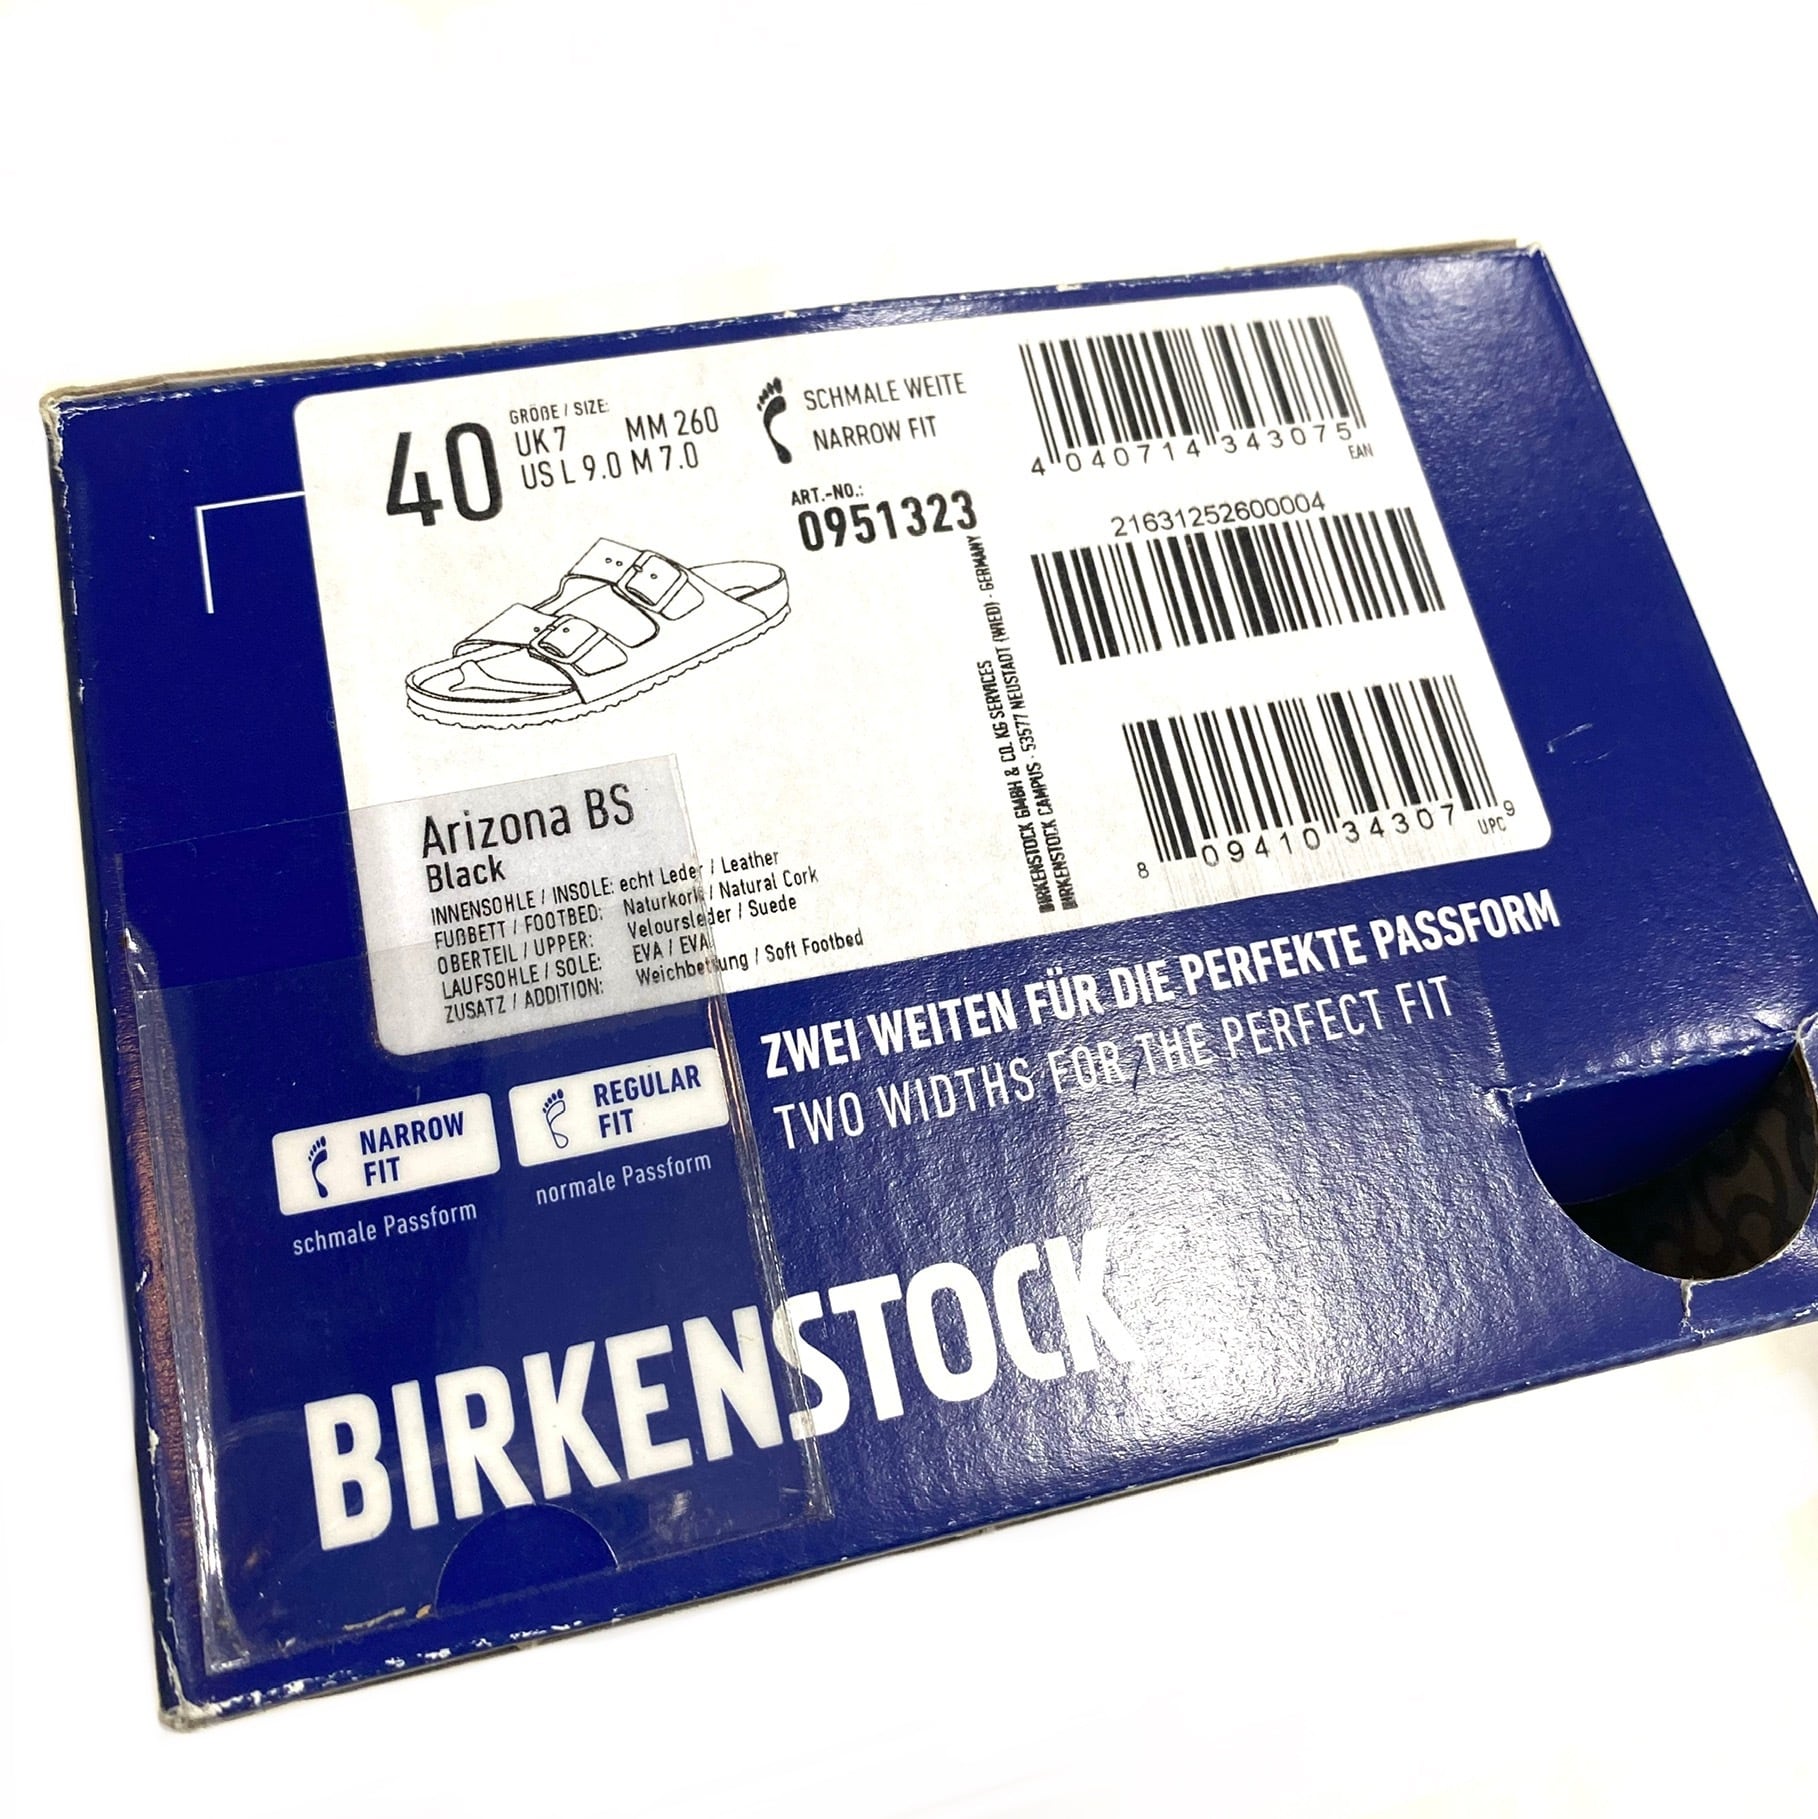 40
GRÖßE / SIZE:
UK 7 MM 260
US L 9.0 M 7.0
SCHMALE WEITE
NARROW FIT
ART.-NO.:
0951323
4 040714 343075
EAN
21631252600004
8 09410 34307 9
UPC
BIRKENSTOCK GMBH & CO. KG SERVICES
BIRKENSTOCK CAMPUS · 53577 NEUSTADT (WIED) · GERMANY
Arizona BS
Black
INNENSOHLE / INSOLE: echt Leder / Leather
FUßBETT / FOOTBED: Naturkork / Natural Cork
OBERTEIL / UPPER: Veloursleder / Suede
LAUFSOHLE / SOLE: EVA / EVA
ZUSATZ / ADDITION: Weichbettung / Soft Footbed
ZWEI WEITEN FÜR DIE PERFEKTE PASSFORM
TWO WIDTHS FOR THE PERFECT FIT
NARROW
FIT
schmale Passform
REGULAR
FIT
normale Passform
BIRKENSTOCK